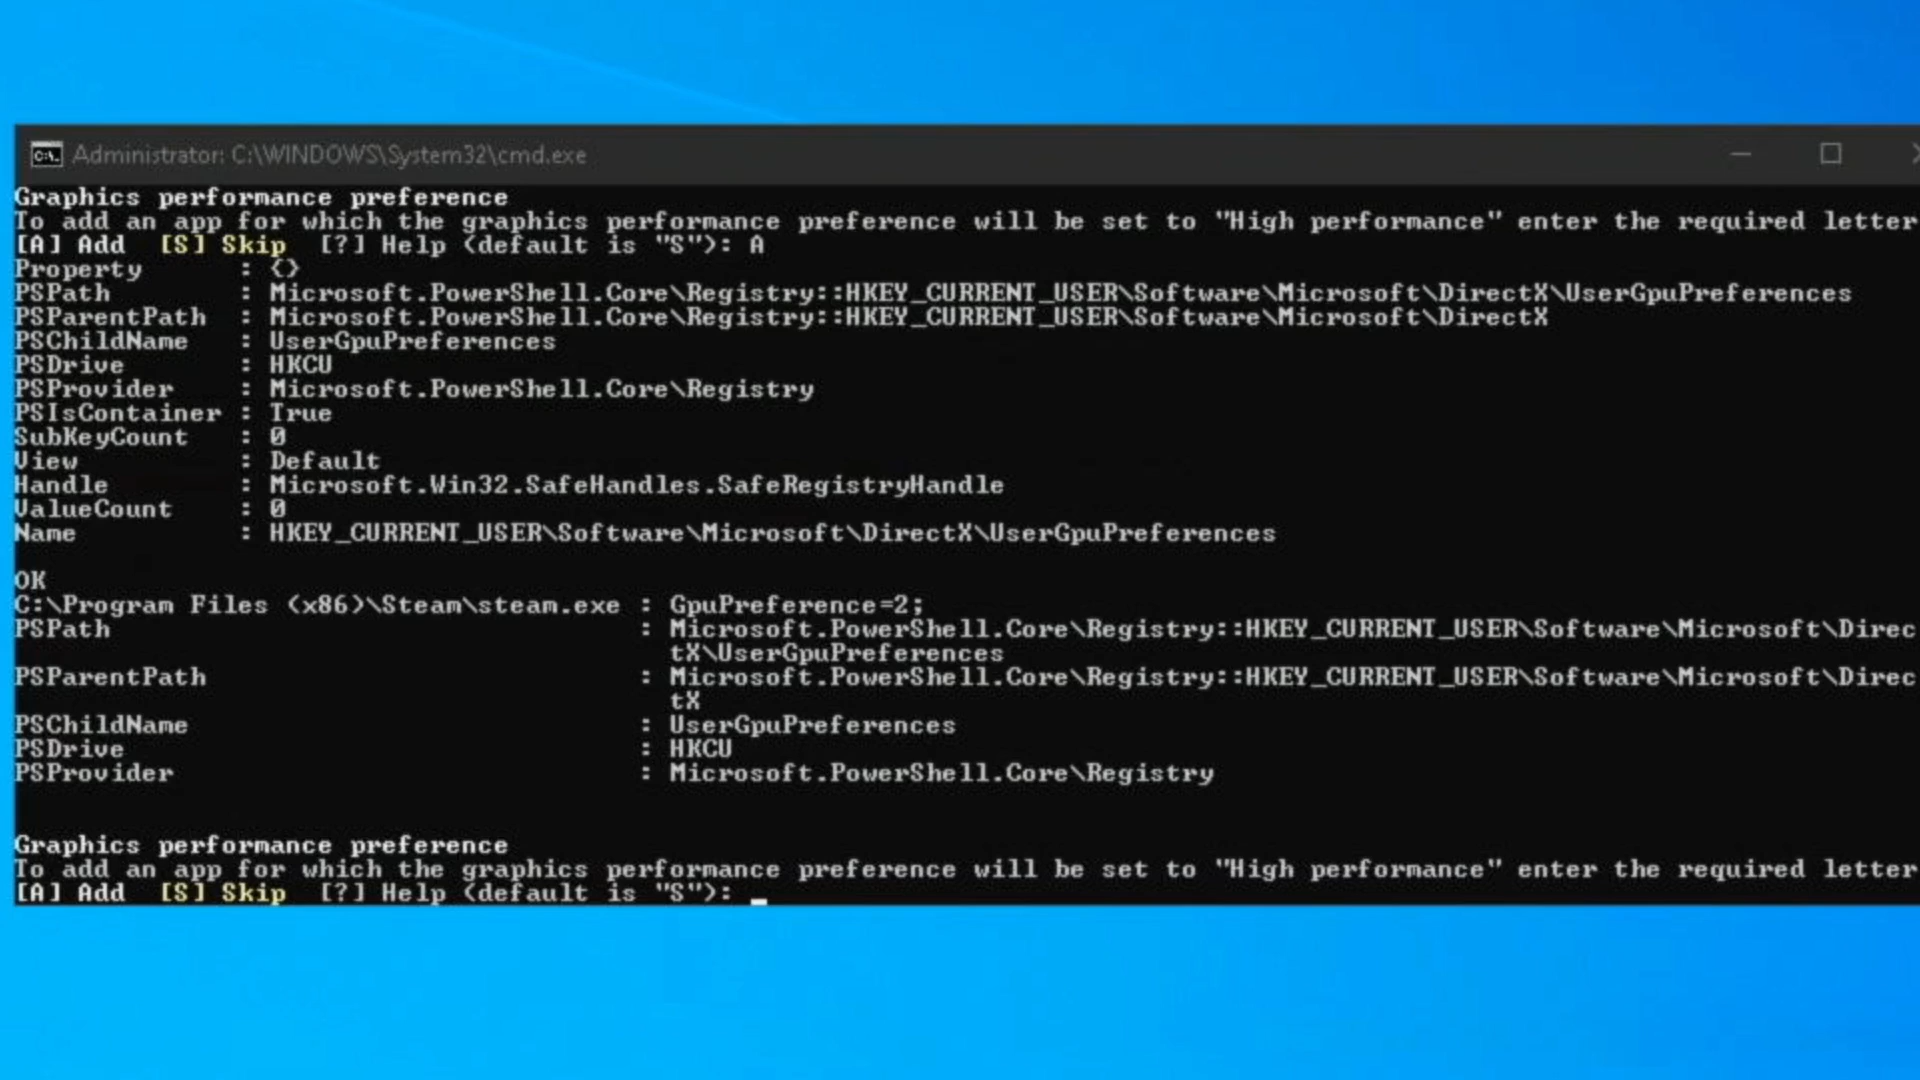 Administrator: C:\WINDOWS\System32\cmd.exe
Graphics performance preference
To add an app for which the graphics performance preference will be set to "High performance" enter the required letter
[A] Add  [S] Skip  [?] Help (default is "S"): A
Property      : {}
PSPath        : Microsoft.PowerShell.Core\Registry::HKEY_CURRENT_USER\Software\Microsoft\DirectX\UserGpuPreferences
PSParentPath  : Microsoft.PowerShell.Core\Registry::HKEY_CURRENT_USER\Software\Microsoft\DirectX
PSChildName   : UserGpuPreferences
PSDrive       : HKCU
PSProvider    : Microsoft.PowerShell.Core\Registry
PSIsContainer : True
SubKeyCount   : 0
View          : Default
Handle        : Microsoft.Win32.SafeHandles.SafeRegistryHandle
ValueCount    : 0
Name          : HKEY_CURRENT_USER\Software\Microsoft\DirectX\UserGpuPreferences
OK
C:\Program Files (x86)\Steam\steam.exe : GpuPreference=2;
PSPath                                 : Microsoft.PowerShell.Core\Registry::HKEY_CURRENT_USER\Software\Microsoft\Direc
tX\UserGpuPreferences
PSParentPath                           : Microsoft.PowerShell.Core\Registry::HKEY_CURRENT_USER\Software\Microsoft\Direc
tX
PSChildName                            : UserGpuPreferences
PSDrive                                : HKCU
PSProvider                             : Microsoft.PowerShell.Core\Registry
Graphics performance preference
To add an app for which the graphics performance preference will be set to "High performance" enter the required letter
[A] Add  [S] Skip  [?] Help (default is "S"):